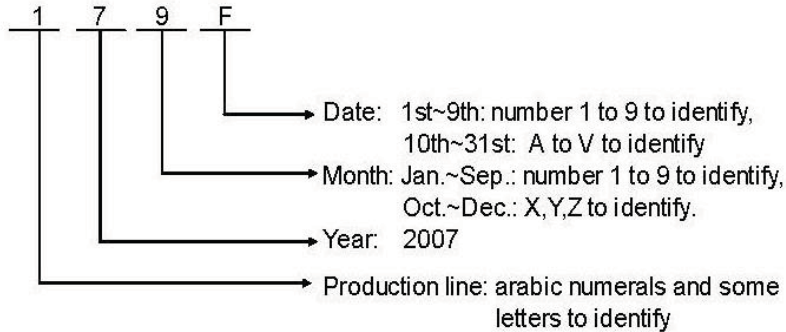 1 7 9 F
Date: 1st~9th: number 1 to 9 to identify,
10th~31st: A to V to identify
Month: Jan.~Sep.: number 1 to 9 to identify,
Oct.~Dec.: X,Y,Z to identify.
Year: 2007
Production line: arabic numerals and some
letters to identify